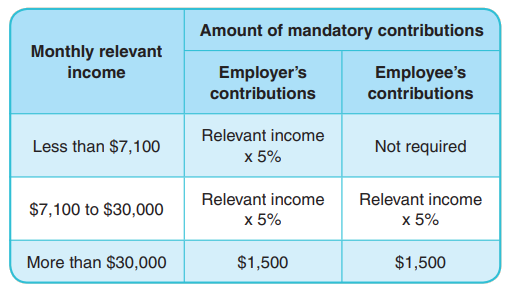 Monthly relevant
income
Amount of mandatory contributions
Employer's
contributions
Employee's
contributions
Less than $7,100
Relevant income
x 5%
Not required
$7,100 to $30,000
Relevant income
x 5%
Relevant income
x 5%
More than $30,000
$1,500
$1,500